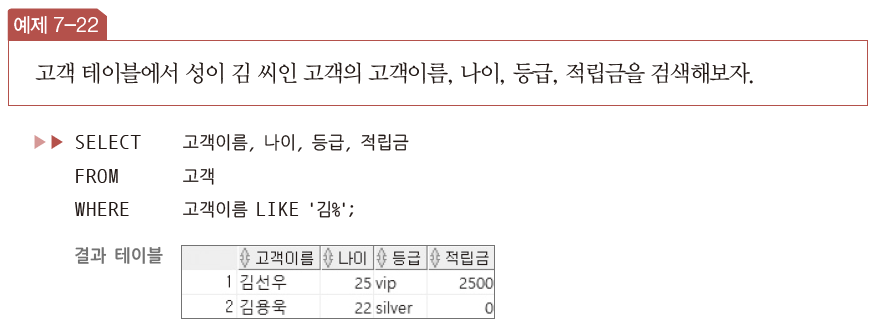 예제 7-22
고객 테이블에서 성이 김 씨인 고객의 고객이름, 나이, 등급, 적립금을 검색해보자.
▶▶ SELECT 고객이름, 나이, 등급, 적립금
FROM 고객
WHERE 고객이름 LIKE '김%';
결과 테이블
고객이름 나이 등급 적립금
1 김선우 25 vip 2500
2 김용욱 22 silver 0